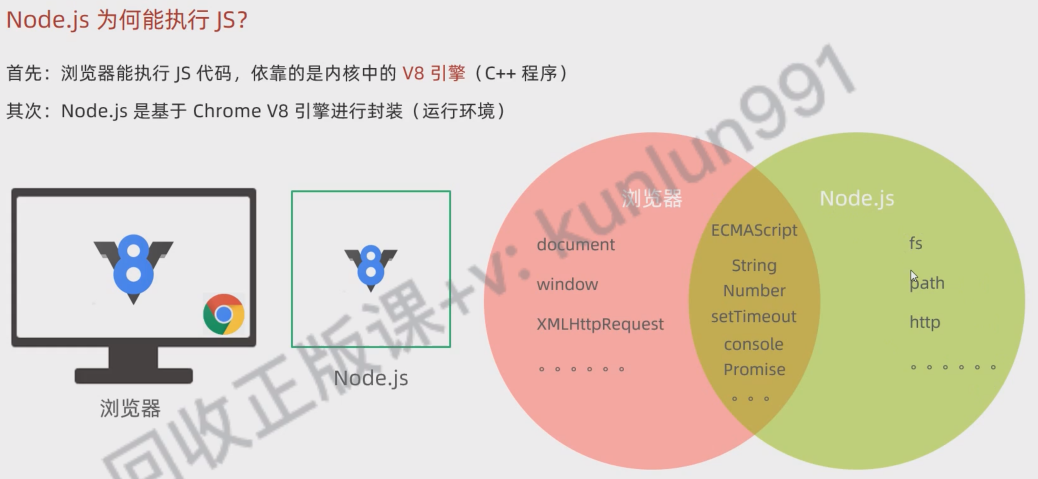 Node.js 为何能执行 JS?
首先：浏览器能执行 JS 代码，依靠的是内核中的 V8 引擎（C++ 程序）
其次：Node.js 是基于 Chrome V8 引擎进行封装（运行环境）
8
浏览器
8
Node.js
浏览器
document
window
XMLHttpRequest
。。。。。。
ECMAScript
String
Number
setTimeout
console
Promise
。。。
Node.js
fs
path
http
。。。。。。
回收正版课+v: kunlun991